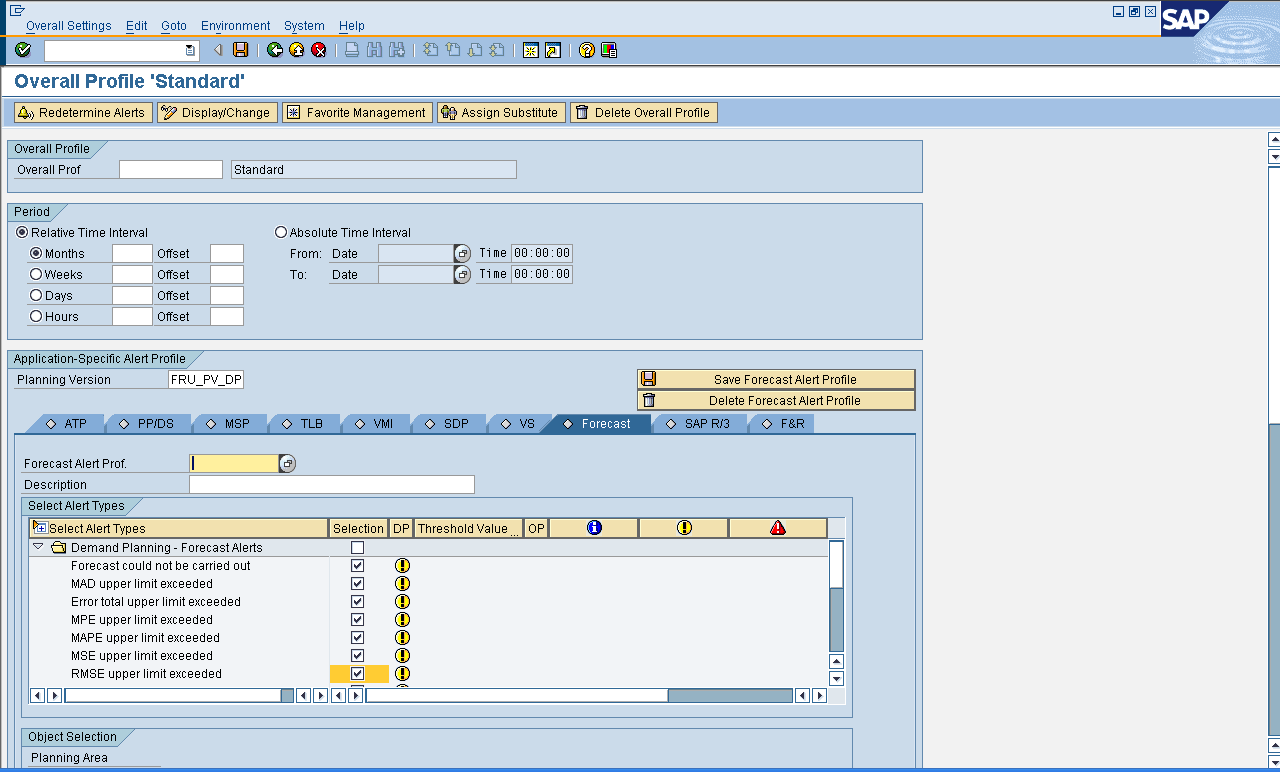 Overall Settings Edit Goto Environment System Help
SAP
Overall Profile 'Standard'
Redetermine Alerts Display/Change Favorite Management Assign Substitute Delete Overall Profile
Overall Profile
Overall Prof Standard
Period
Relative Time Interval Absolute Time Interval
Months Offset From: Date Time 00:00:00
Weeks Offset To: Date Time 00:00:00
Days Offset
Hours Offset
Application-Specific Alert Profile
Planning Version FRU_PV_DP
Save Forecast Alert Profile
Delete Forecast Alert Profile
ATP PP/DS MSP TLB VMI SDP VS Forecast SAP R/3 F&R
Forecast Alert Prof.
Description
Select Alert Types
Select Alert Types Selection DP Threshold Value ... OP
Demand Planning - Forecast Alerts
Forecast could not be carried out
MAD upper limit exceeded
Error total upper limit exceeded
MPE upper limit exceeded
MAPE upper limit exceeded
MSE upper limit exceeded
RMSE upper limit exceeded
Object Selection
Planning Area